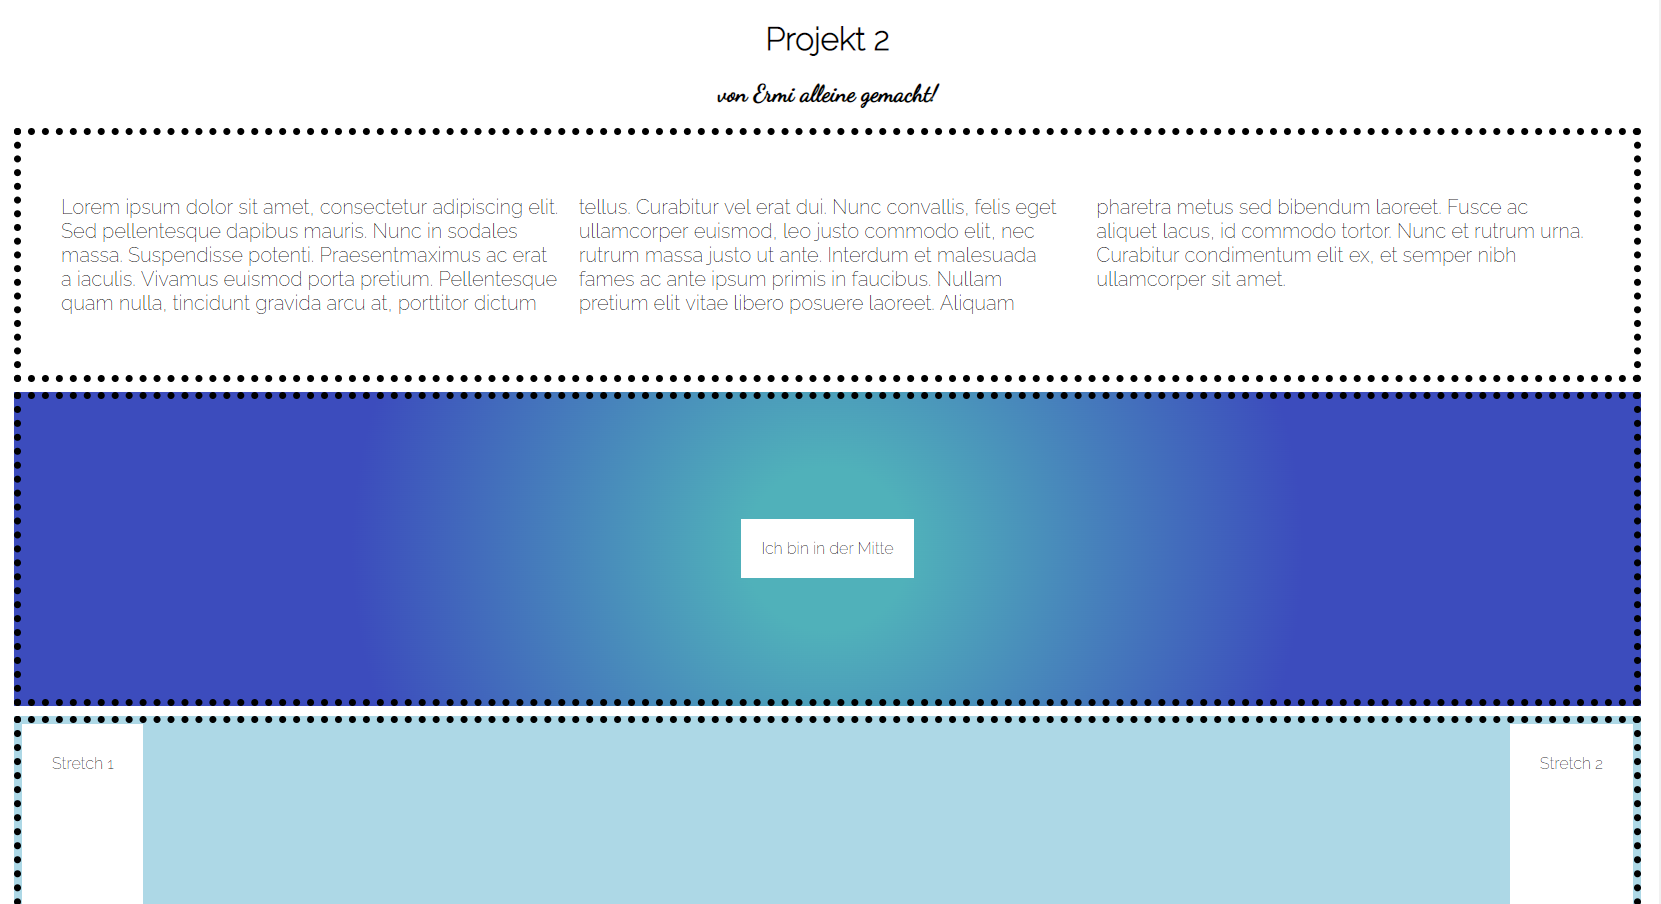 Projekt 2
von Ermi alleine gemacht!
Lorem ipsum dolor sit amet, consectetur adipiscing elit.
Sed pellentesque dapibus mauris. Nunc in sodales
massa. Suspendisse potenti. Praesentmaximus ac erat
a iaculis. Vivamus euismod porta pretium. Pellentesque
quam nulla, tincidunt gravida arcu at, porttitor dictum
tellus. Curabitur vel erat dui. Nunc convallis, felis eget
ullamcorper euismod, leo justo commodo elit, nec
rutrum massa justo ut ante. Interdum et malesuada
fames ac ante ipsum primis in faucibus. Nullam
pretium elit vitae libero posuere laoreet. Aliquam
pharetra metus sed bibendum laoreet. Fusce ac
aliquet lacus, id commodo tortor. Nunc et rutrum urna.
Curabitur condimentum elit ex, et semper nibh
ullamcorper sit amet.
Ich bin in der Mitte
Stretch 1
Stretch 2